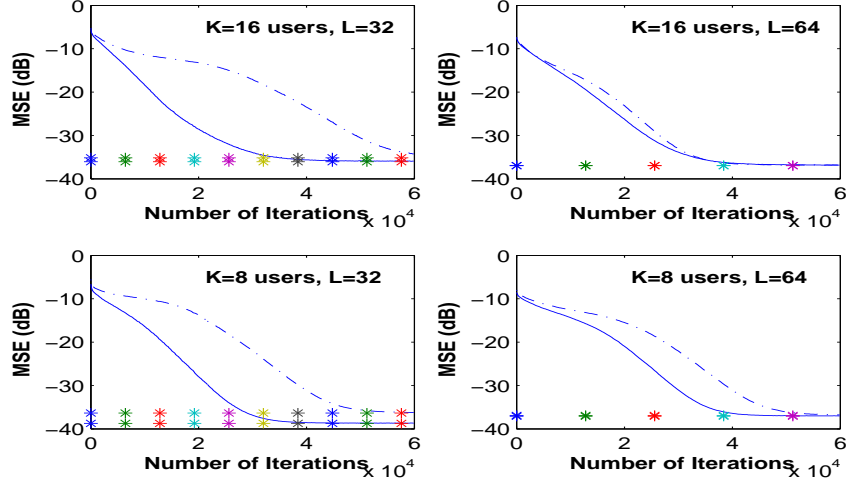 0
−10
−20
−30
−40
MSE (dB)
K=16 users, L=32
0 2 4 6
Number of Iterations
x 10^4
0
−10
−20
−30
−40
MSE (dB)
K=16 users, L=64
0 2 4 6
Number of Iterations
x 10^4
0
−10
−20
−30
−40
MSE (dB)
K=8 users, L=32
0 2 4 6
Number of Iterations
x 10^4
0
−10
−20
−30
−40
MSE (dB)
K=8 users, L=64
0 2 4 6
Number of Iterations
x 10^4